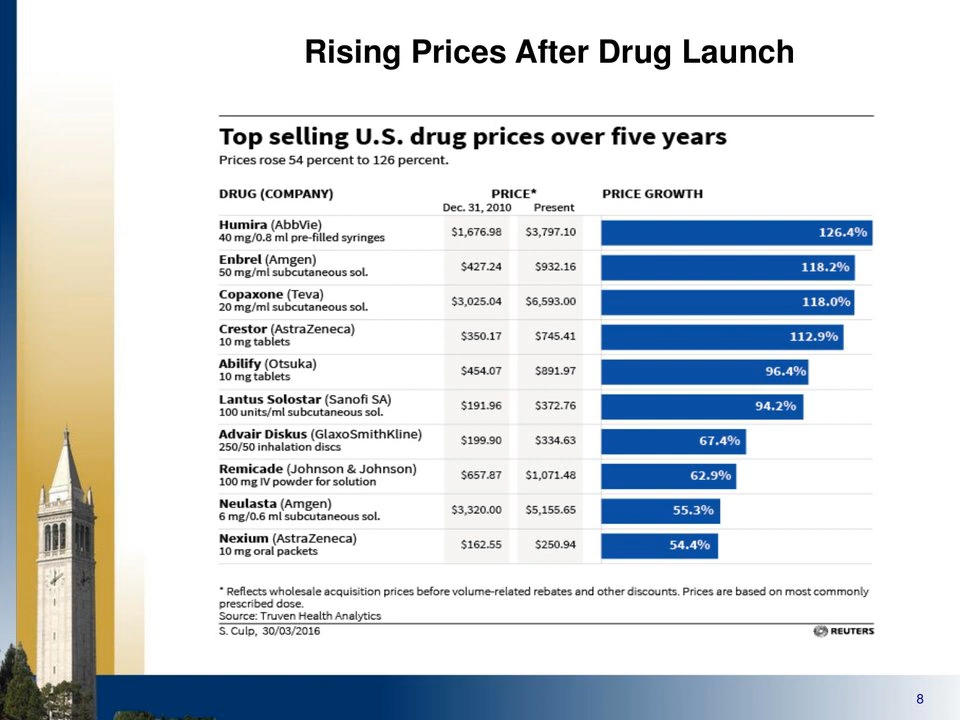 Rising Prices After Drug Launch
Top selling U.S. drug prices over five years
Prices rose 54 percent to 126 percent.
DRUG (COMPANY) PRICE* PRICE GROWTH
Dec. 31, 2010 Present
Humira (AbbVie)
40 mg/0.8 ml pre-filled syringes
$1,676.98 $3,797.10 126.4%
Enbrel (Amgen)
50 mg/ml subcutaneous sol.
$427.24 $932.16 118.2%
Copaxone (Teva)
20 mg/ml subcutaneous sol.
$3,025.04 $6,593.00 118.0%
Crestor (AstraZeneca)
10 mg tablets
$350.17 $745.41 112.9%
Abilify (Otsuka)
10 mg tablets
$454.07 $891.97 96.4%
Lantus Solostar (Sanofi SA)
100 units/ml subcutaneous sol.
$191.96 $372.76 94.2%
Advair Diskus (GlaxoSmithKline)
250/50 inhalation discs
$199.90 $334.63 67.4%
Remicade (Johnson & Johnson)
100 mg IV powder for solution
$657.87 $1,071.48 62.9%
Neulasta (Amgen)
6 mg/0.6 ml subcutaneous sol.
$3,320.00 $5,155.65 55.3%
Nexium (AstraZeneca)
10 mg oral packets
$162.55 $250.94 54.4%
* Reflects wholesale acquisition prices before volume-related rebates and other discounts. Prices are based on most commonly
prescribed dose.
Source: Truven Health Analytics
S. Culp, 30/03/2016 REUTERS
8